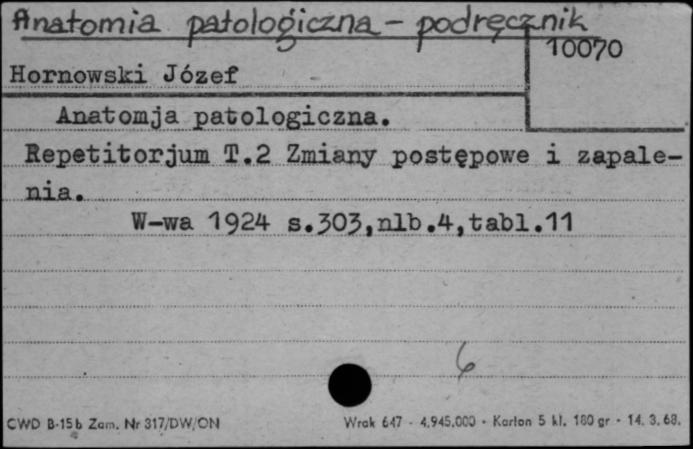 Anatomia patologiczna - podręcznik
10070
Hornowski Józef
Anatomja patologiczna.
Repetitorjum T.2 Zmiany postępowe i zapale-
nia.
W-wa 1924 s.303,nlb.4,tabl.11
6
CWD B-15b Zam. Nr 317/DW/ON
Wrak 647 - 4.945.000 - Karton 5 kl. 180 gr - 14. 3. 68.